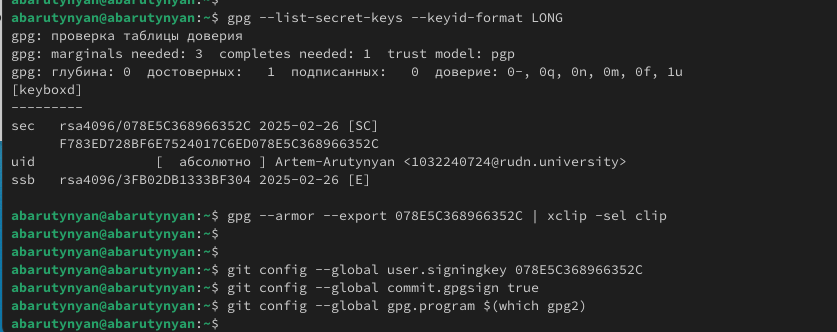 abarutynyan@abarutynyan:~$ gpg --list-secret-keys --keyid-format LONG
gpg: проверка таблицы доверия
gpg: marginals needed: 3  completes needed: 1  trust model: pgp
gpg: глубина: 0  достоверных:   1  подписанных:   0  доверие: 0-, 0q, 0n, 0m, 0f, 1u
[keyboxd]
---------
sec   rsa4096/078E5C368966352C 2025-02-26 [SC]
      F783ED728BF6E7524017C6ED078E5C368966352C
uid               [  абсолютно ] Artem-Arutynyan <1032240724@rudn.university>
ssb   rsa4096/3FB02DB1333BF304 2025-02-26 [E]
abarutynyan@abarutynyan:~$ gpg --armor --export 078E5C368966352C | xclip -sel clip
abarutynyan@abarutynyan:~$
abarutynyan@abarutynyan:~$
abarutynyan@abarutynyan:~$ git config --global user.signingkey 078E5C368966352C
abarutynyan@abarutynyan:~$ git config --global commit.gpgsign true
abarutynyan@abarutynyan:~$ git config --global gpg.program $(which gpg2)
abarutynyan@abarutynyan:~$